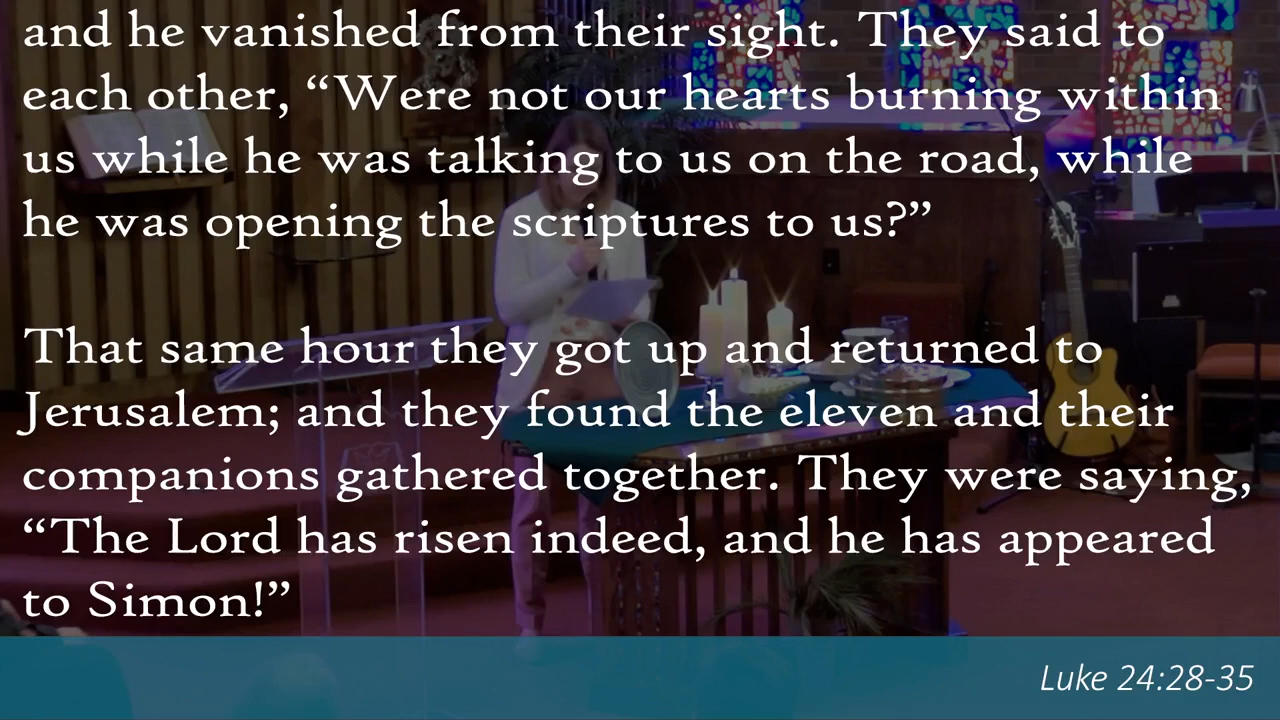 and he vanished from their sight. They said to
each other, “Were not our hearts burning within
us while he was talking to us on the road, while
he was opening the scriptures to us?”
That same hour they got up and returned to
Jerusalem; and they found the eleven and their
companions gathered together. They were saying,
“The Lord has risen indeed, and he has appeared
to Simon!”
Luke 24:28-35